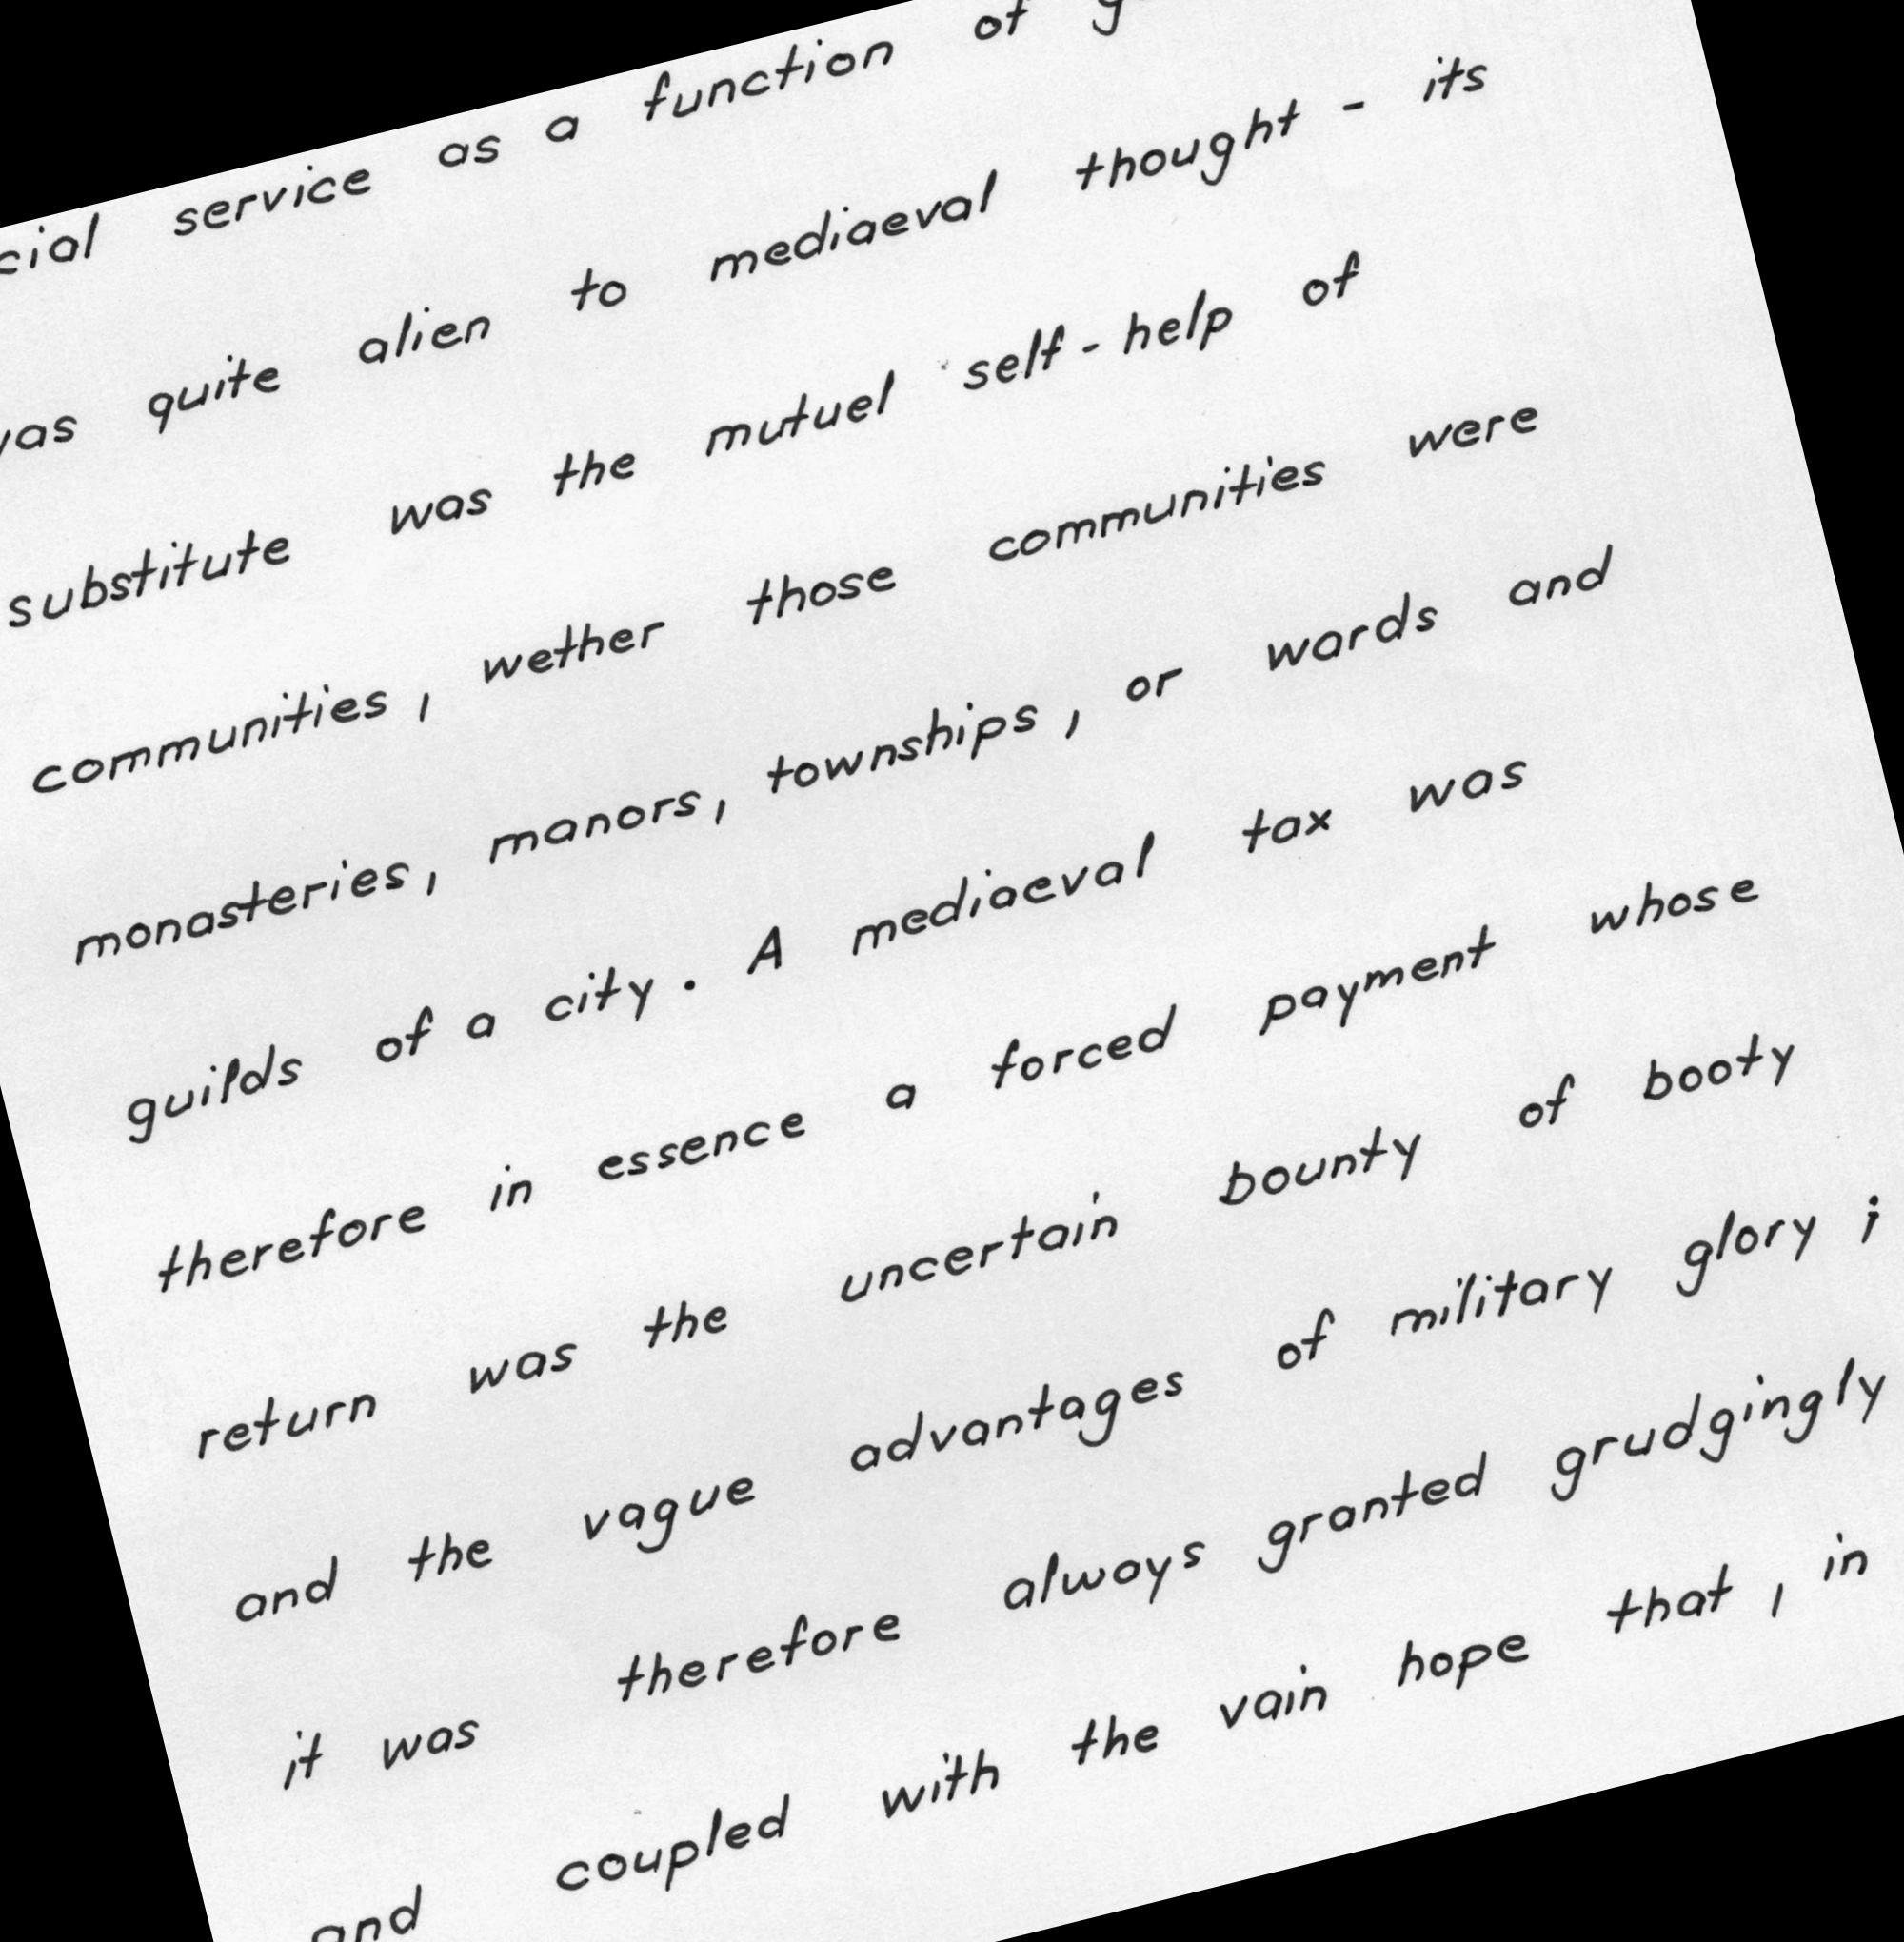 service as a function of
quite alien to mediaeval thought - its
substitute was the mutuel self-help of
communities, wether those communities were
monasteries, manors, townships, or wards and
guilds of a city. A mediaeval tax was
therefore in essence a forced payment whose
return was the uncertain bounty of booty
and the vague advantages of military glory;
it was therefore always granted grudgingly
and coupled with the vain hope that, in